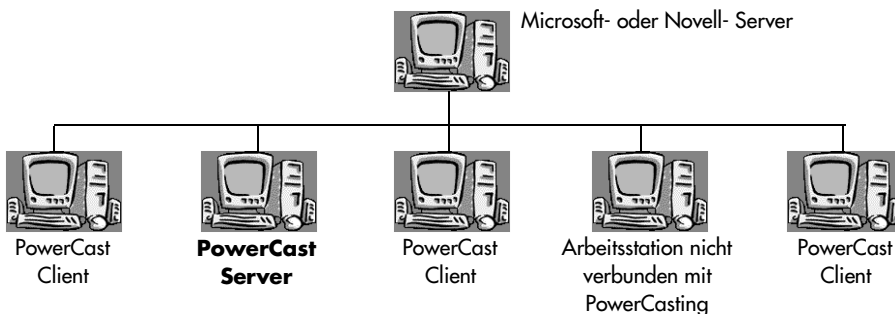 Microsoft- oder Novell- Server
PowerCast
Client
PowerCast
Server
PowerCast
Client
Arbeitsstation nicht
verbunden mit
PowerCasting
PowerCast
Client